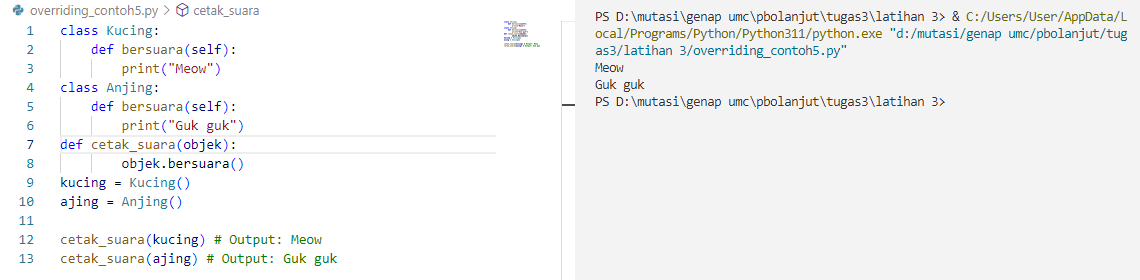 overriding_contoh5.py > cetak_suara
1 class Kucing:
2     def bersuara(self):
3         print("Meow")
4 class Anjing:
5     def bersuara(self):
6         print("Guk guk")
7 def cetak_suara(objek):
8         objek.bersuara()
9 kucing = Kucing()
10 ajing = Anjing()
11
12 cetak_suara(kucing) # Output: Meow
13 cetak_suara(ajing) # Output: Guk guk
PS D:\mutasi\genap umc\pbolanjut\tugas3\latihan 3> & C:/Users/User/AppData/L
ocal/Programs/Python/Python311/python.exe "d:/mutasi/genap umc/pbolanjut/tug
as3/latihan 3/overriding_contoh5.py"
Meow
Guk guk
PS D:\mutasi\genap umc\pbolanjut\tugas3\latihan 3>